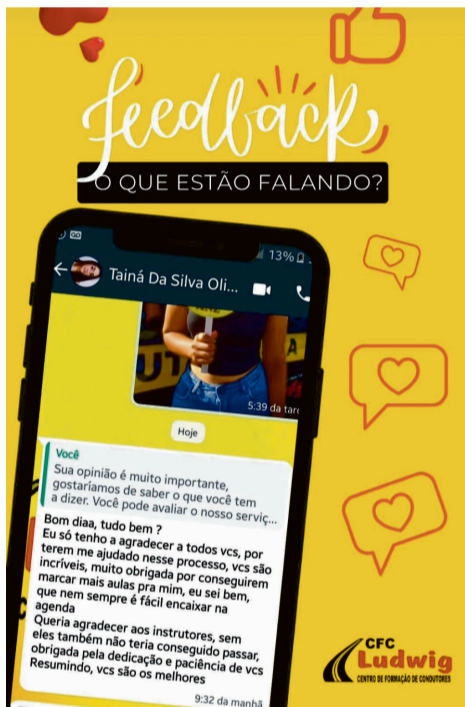 Feedback
O QUE ESTÃO FALANDO?
13%
Tainá Da Silva Oli...
5:39 da tard
Hoje
Você
Sua opinião é muito importante,
gostaríamos de saber o que você tem
a dizer. Você pode avaliar o nosso serviç...
Bom diaa, tudo bem ?
Eu só tenho a agradecer a todos vcs, por
terem me ajudado nesse processo, vcs são
incríveis, muito obrigada por conseguirem
marcar mais aulas pra mim, eu sei bem,
que nem sempre é fácil encaixar na
agenda
Queria agradecer aos instrutores, sem
eles também não teria conseguido passar,
obrigada pela dedicação e paciência de vcs
Resumindo, vcs são os melhores
9:32 da manhã
CFC
Ludwig
CENTRO DE FORMAÇÃO DE CONDUTORES